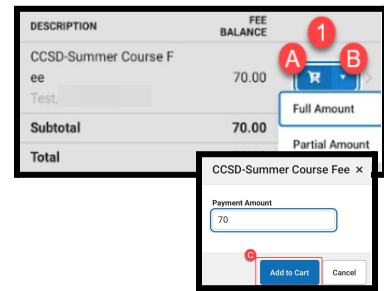 DESCRIPTION FEE BALANCE
1
A B
CCSD-Summer Course F
ee 70.00
Test,
Full Amount
Subtotal 70.00
Partial Amount
Total
CCSD-Summer Course Fee ×
Payment Amount
70
C
Add to Cart Cancel